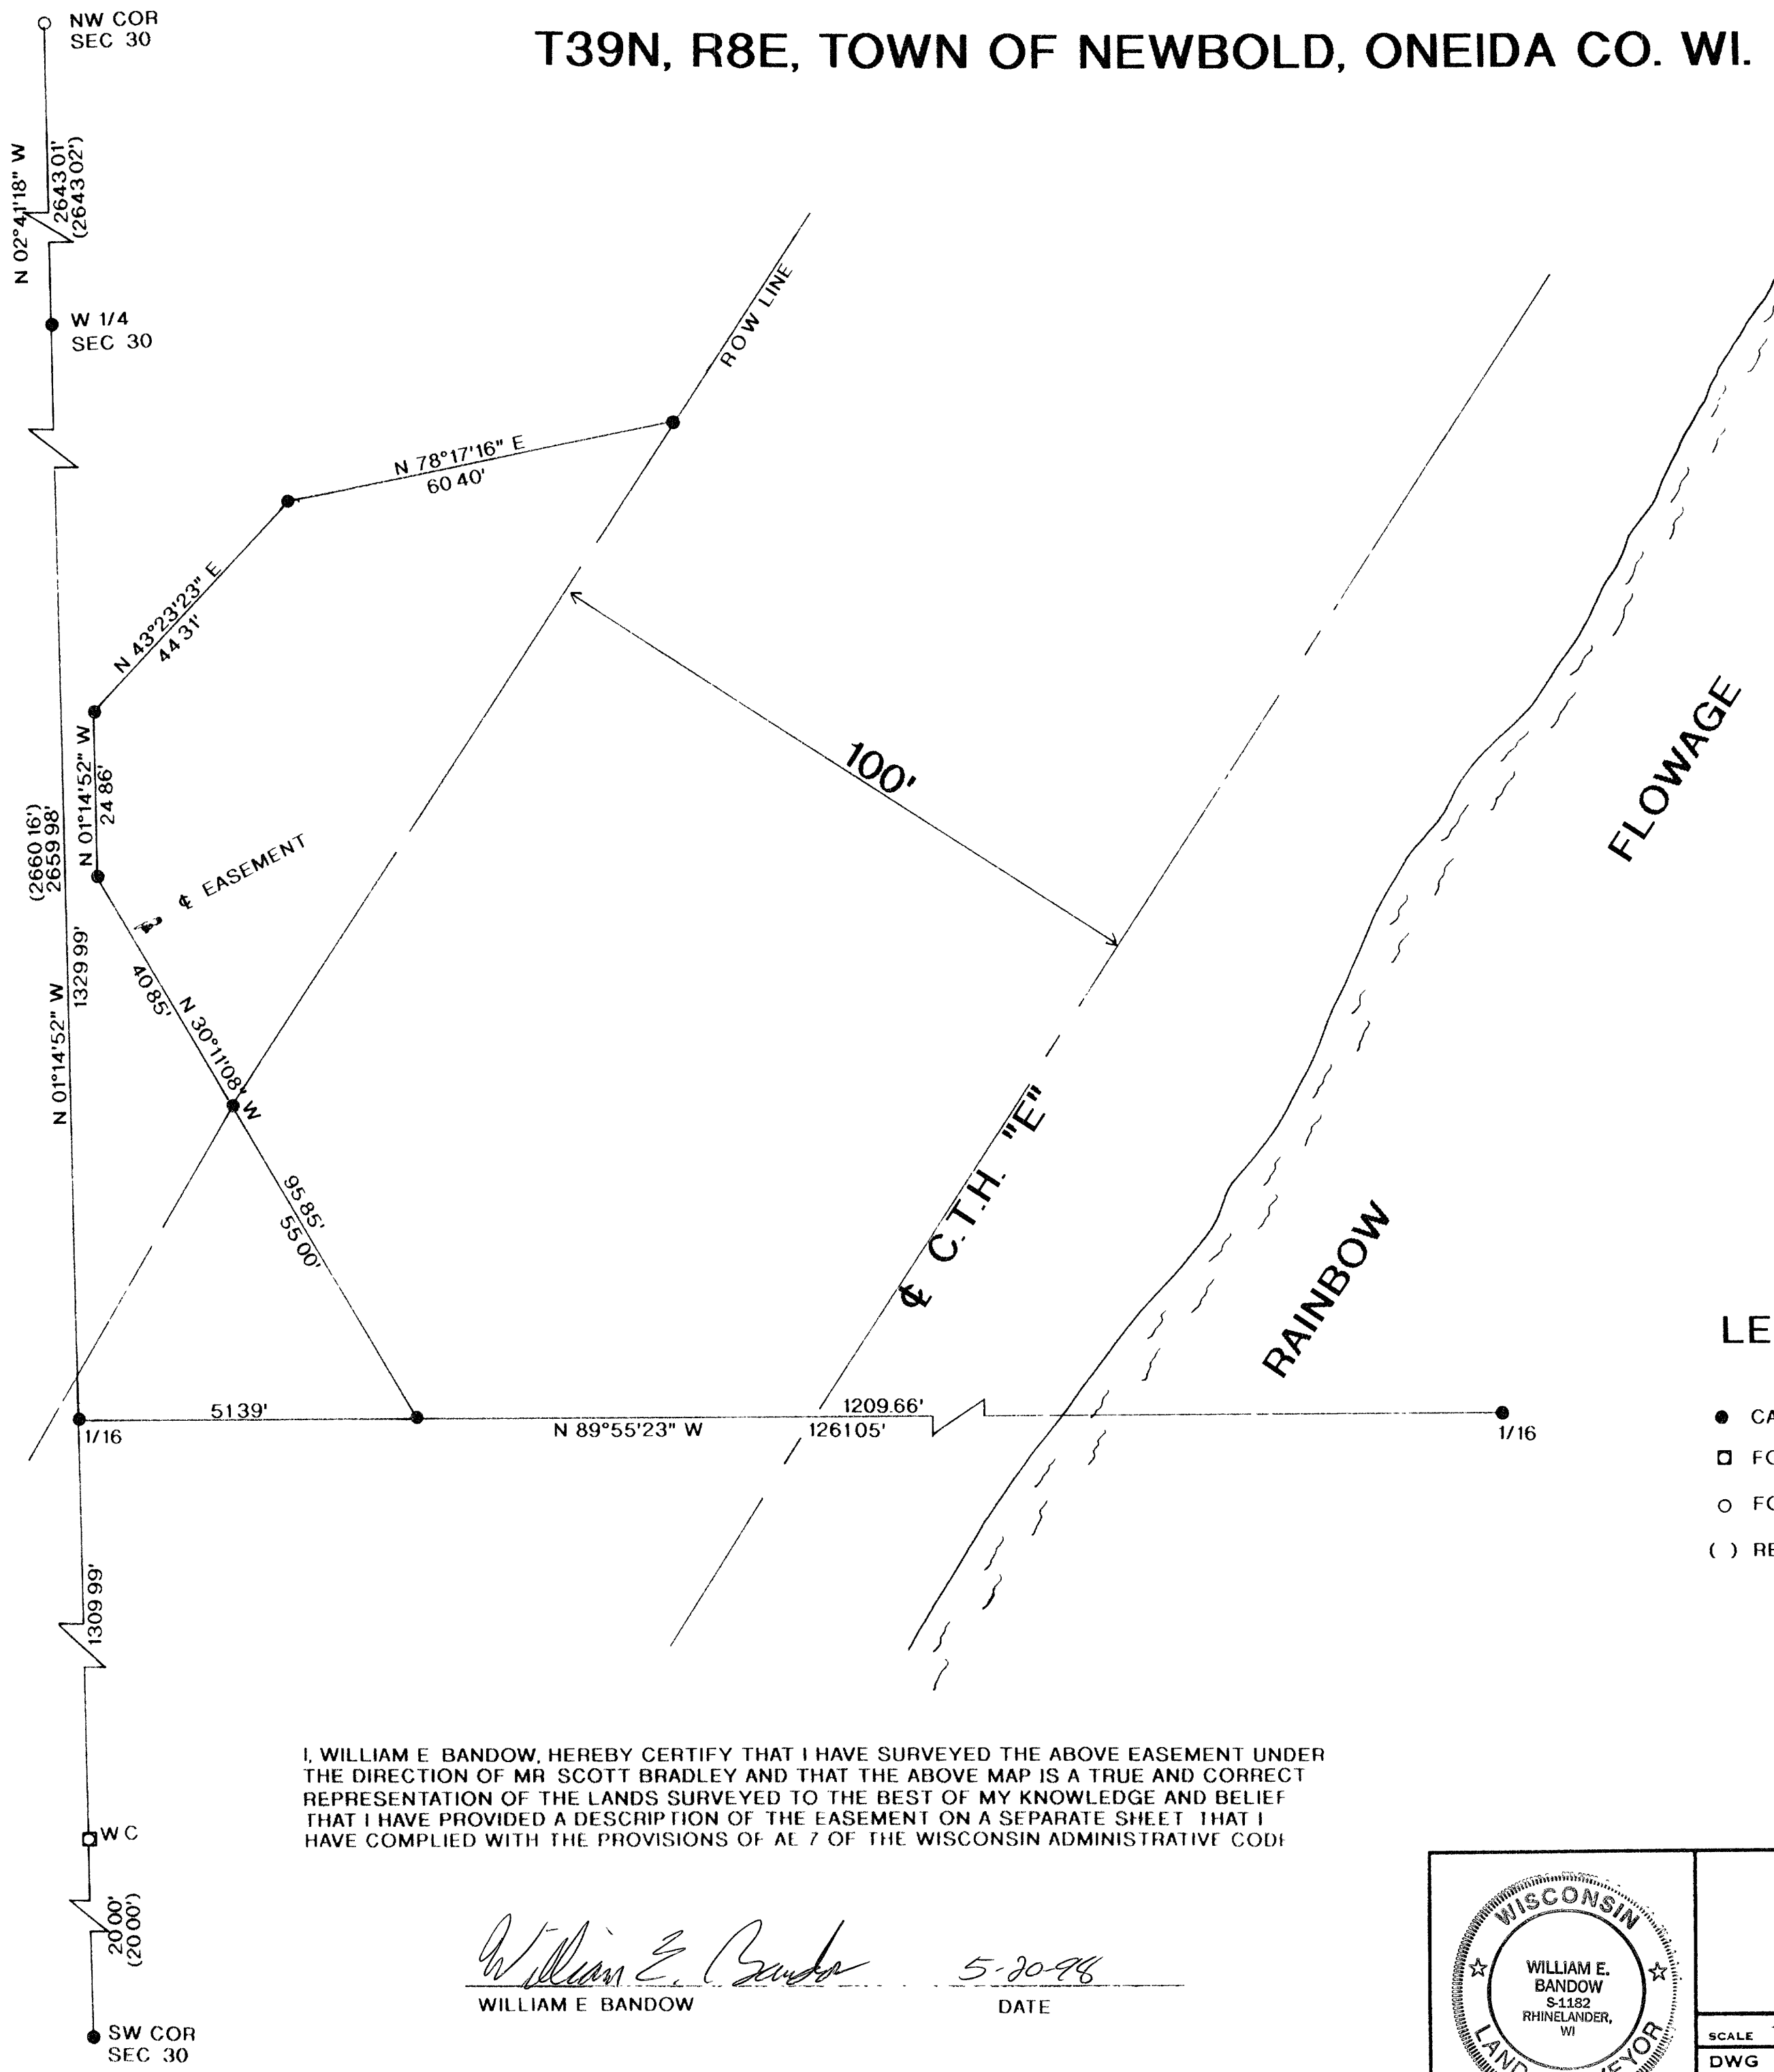 T39N, R8E, TOWN OF NEWBOLD, ONEIDA CO. WI.
NW COR
SEC 30
N 02°41'18" W
2643 01'
(2643 02')
W 1/4
SEC 30
ROW LINE
N 78°17'16" E
60 40'
N 43°23'23" E
44 31'
N 01°14'52" W
24 86'
100'
FLOWAGE
(2660 16')
2659 98'
℄ EASEMENT
1329 99'
N 01°14'52" W
40 85'
N 30°11'08" W
95 85'
55 00'
℄ C.T.H. "E"
RAINBOW
51 39'
1209.66'
1/16
N 89°55'23" W
1261 05'
1/16
1309 99'
( )
I, WILLIAM E BANDOW, HEREBY CERTIFY THAT I HAVE SURVEYED THE ABOVE EASEMENT UNDER
THE DIRECTION OF MR SCOTT BRADLEY AND THAT THE ABOVE MAP IS A TRUE AND CORRECT
REPRESENTATION OF THE LANDS SURVEYED TO THE BEST OF MY KNOWLEDGE AND BELIEF
THAT I HAVE PROVIDED A DESCRIPTION OF THE EASEMENT ON A SEPARATE SHEET THAT I
HAVE COMPLIED WITH THE PROVISIONS OF AE 7 OF THE WISCONSIN ADMINISTRATIVE CODE
W C
20 00'
(20 00')
William E. Bandow 5-20-98
WILLIAM E BANDOW DATE
SW COR
SEC 30
WISCONSIN
WILLIAM E.
BANDOW
S-1182
RHINELANDER,
WI
SCALE
DWG